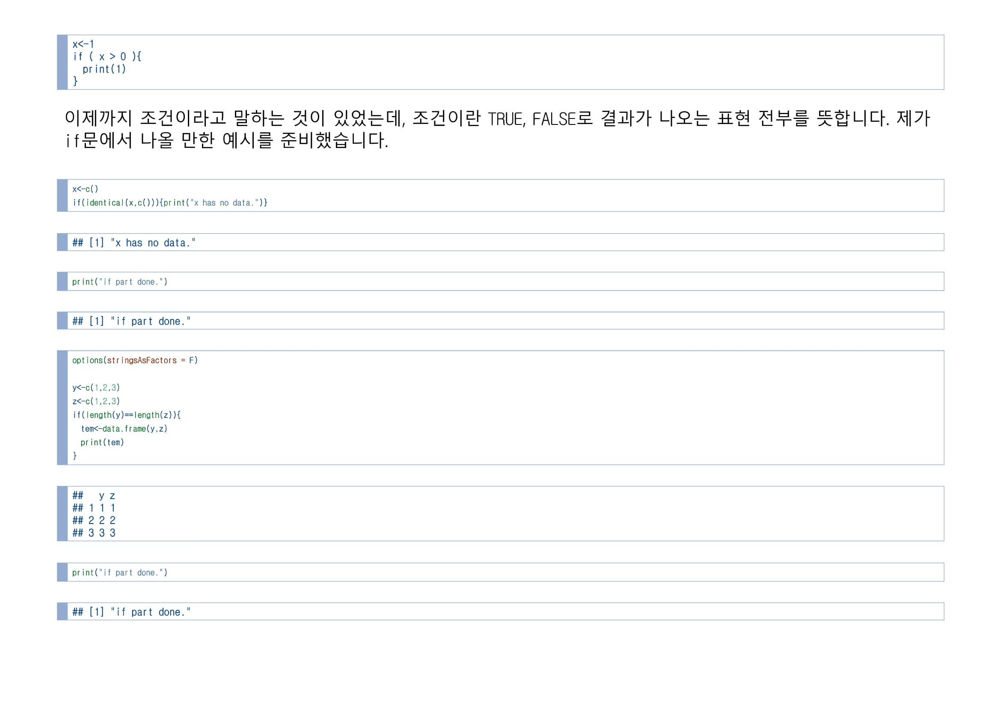 x<-1
if ( x > 0 ){
  print(1)
}
이제까지 조건이라고 말하는 것이 있었는데, 조건이란 TRUE, FALSE로 결과가 나오는 표현 전부를 뜻합니다. 제가
if문에서 나올 만한 예시를 준비했습니다.
x<-c()
if(identical(x,c())){print("x has no data.")}
## [1] "x has no data."
print("if part done.")
## [1] "if part done."
options(stringsAsFactors = F)
y<-c(1,2,3)
z<-c(1,2,3)
if(length(y)==length(z)){
  tem<-data.frame(y,z)
  print(tem)
}
##   y z
## 1 1 1
## 2 2 2
## 3 3 3
print("if part done.")
## [1] "if part done."